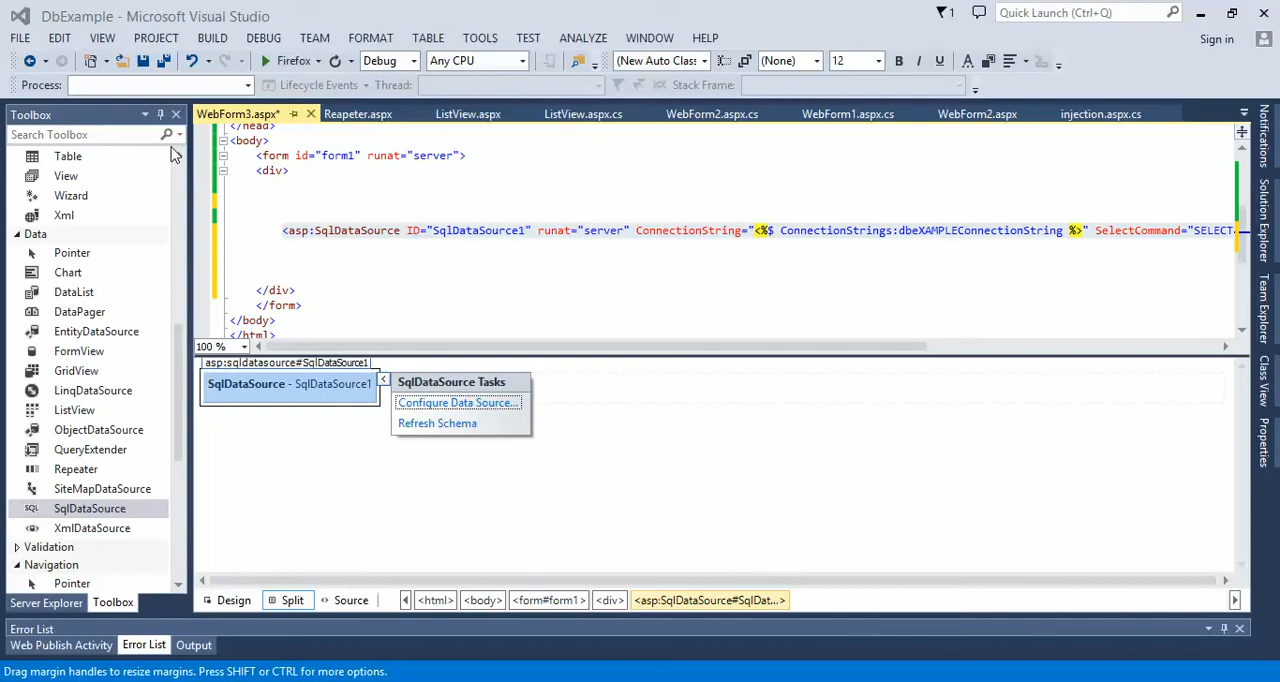 DbExample - Microsoft Visual Studio
1
Quick Launch (Ctrl+Q)
FILE EDIT VIEW PROJECT BUILD DEBUG TEAM FORMAT TABLE TOOLS TEST ANALYZE WINDOW HELP
Sign in
Firefox Debug Any CPU (New Auto Class (None) 12 B I U A
Process: Lifecycle Events Thread: Stack Frame:
Toolbox
WebForm3.aspx* Reapeter.aspx ListView.aspx ListView.aspx.cs WebForm2.aspx.cs WebForm1.aspx.cs WebForm2.aspx injection.aspx.cs
Search Toolbox
Table
View
Wizard
Xml
Data
Pointer
Chart
DataList
DataPager
EntityDataSource
FormView
GridView
LinqDataSource
ListView
ObjectDataSource
QueryExtender
Repeater
SiteMapDataSource
SqlDataSource
XmlDataSource
Validation
Navigation
Pointer
Server Explorer Toolbox
</head>
<body>
<form id="form1" runat="server">
<div>
<asp:SqlDataSource ID="SqlDataSource1" runat="server" ConnectionString="<%$ ConnectionStrings:dbeXAMPLEConnectionString %>" SelectCommand="SELECT
</div>
</form>
</body>
</html>
100 %
asp:sqldatasource#SqlDataSource1
SqlDataSource - SqlDataSource1
SqlDataSource Tasks
Configure Data Source...
Refresh Schema
Design Split Source <html> <body> <form#form1> <div> <asp:SqlDataSource#SqlDat...>
Notifications
Solution Explorer
Team Explorer
Class View
Properties
Error List
Web Publish Activity Error List Output
Drag margin handles to resize margins. Press SHIFT or CTRL for more options.